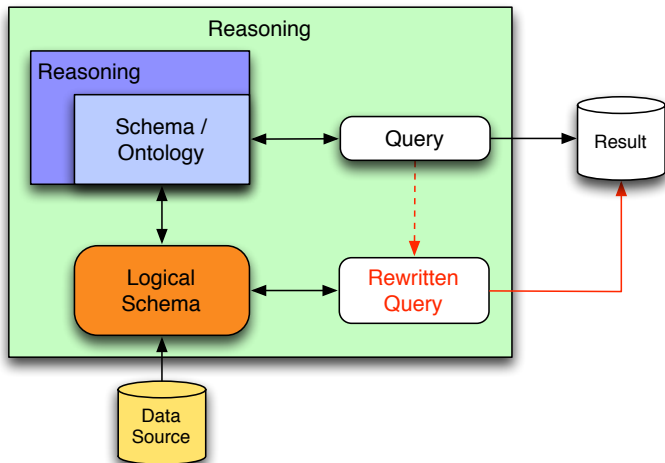 Reasoning
Reasoning
Schema /
Ontology
Query
Result
Logical
Schema
Rewritten
Query
Data
Source